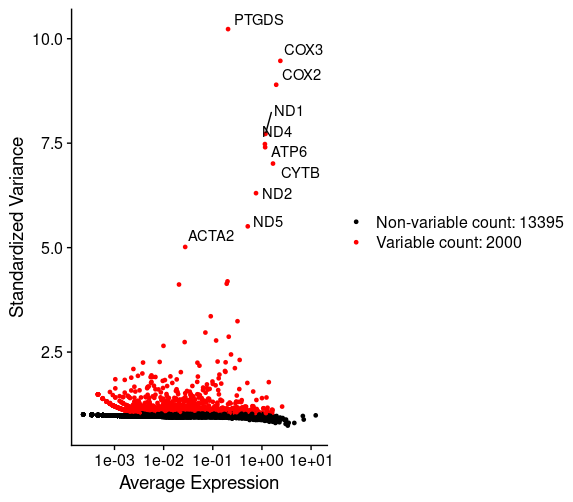 PTGDS
10.0
COX3
COX2
ND1
ND4
7.5
ATP6
CYTB
ND2
Non-variable count: 13395
ND5
ACTA2
Variable count: 2000
5.0
2.5
Standardized Variance
1e-03 1e-02 1e-01 1e+00 1e+01
Average Expression